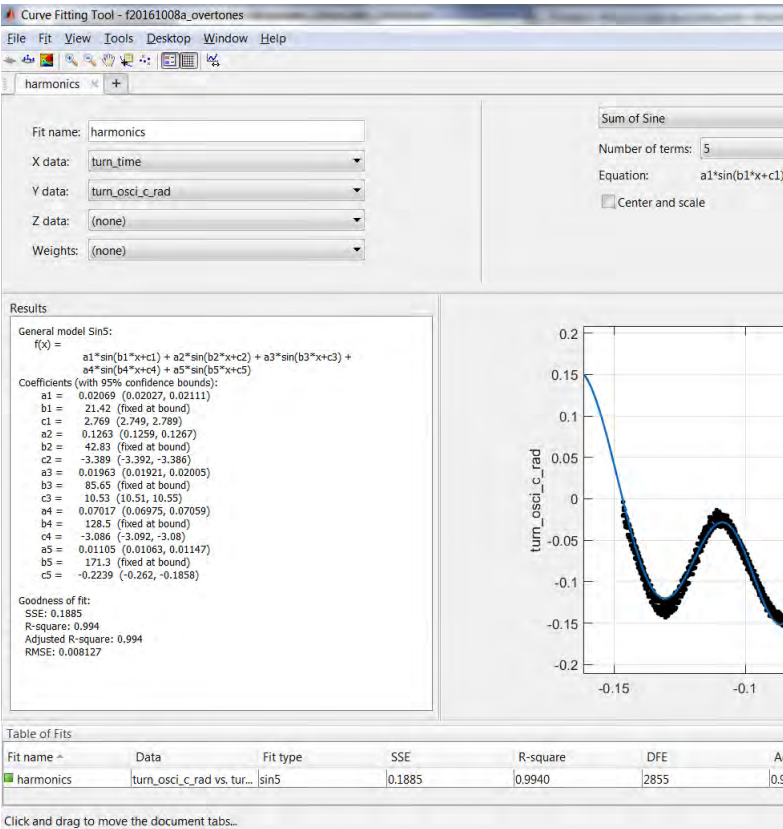 Curve Fitting Tool - f20161008a_overtones
File Fit View Tools Desktop Window Help
harmonics × +
Fit name: harmonics
X data: turn_time
Y data: turn_osci_c_rad
Z data: (none)
Weights: (none)
Sum of Sine
Number of terms: 5
Equation: a1*sin(b1*x+c1)
Center and scale
Results
General model Sin5:
f(x) =
a1*sin(b1*x+c1) + a2*sin(b2*x+c2) + a3*sin(b3*x+c3) +
a4*sin(b4*x+c4) + a5*sin(b5*x+c5)
Coefficients (with 95% confidence bounds):
a1 = 0.02069 (0.02027, 0.02111)
b1 = 21.42 (fixed at bound)
c1 = 2.769 (2.749, 2.789)
a2 = 0.1263 (0.1259, 0.1267)
b2 = 42.83 (fixed at bound)
c2 = -3.389 (-3.392, -3.386)
a3 = 0.01963 (0.01921, 0.02005)
b3 = 85.65 (fixed at bound)
c3 = 10.53 (10.51, 10.55)
a4 = 0.07017 (0.06975, 0.07059)
b4 = 128.5 (fixed at bound)
c4 = -3.086 (-3.092, -3.08)
a5 = 0.01105 (0.01063, 0.01147)
b5 = 171.3 (fixed at bound)
c5 = -0.2239 (-0.262, -0.1858)
Goodness of fit:
SSE: 0.1885
R-square: 0.994
Adjusted R-square: 0.994
RMSE: 0.008127
turn_osci_c_rad
0.2
0.15
0.1
0.05
0
-0.05
-0.1
-0.15
-0.2
-0.15 -0.1
Table of Fits
Fit name Data Fit type SSE R-square DFE A
harmonics turn_osci_c_rad vs. tur... sin5 0.1885 0.9940 2855 0.9
Click and drag to move the document tabs...